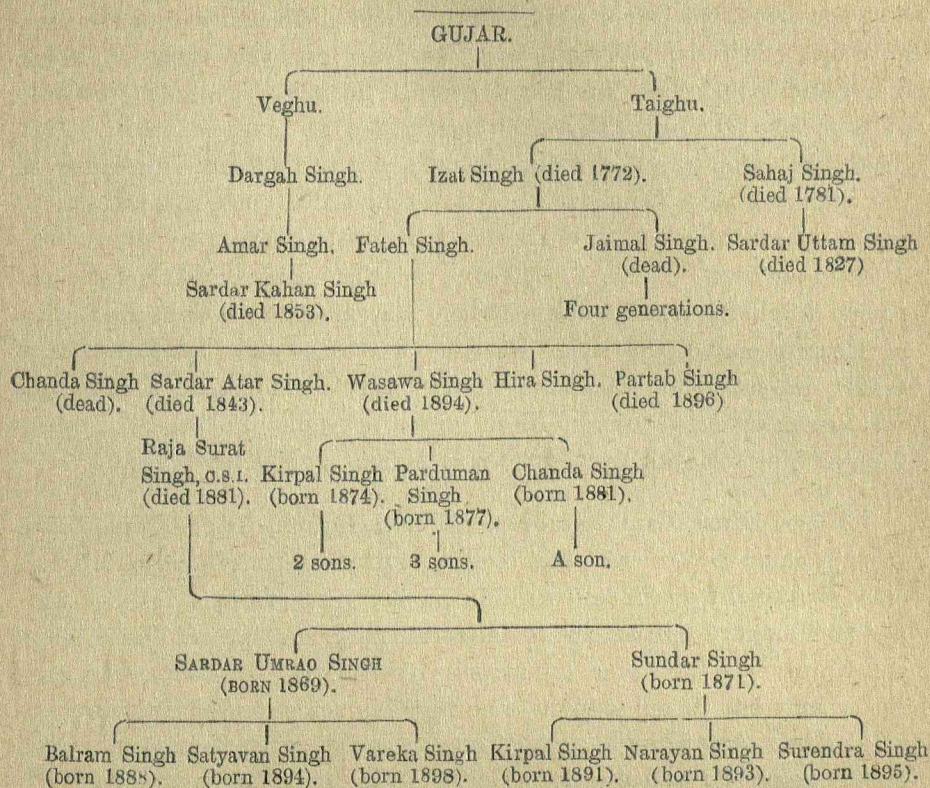 GUJAR.
Veghu. Taighu.
Dargah Singh. Izat Singh (died 1772). Sahaj Singh.
(died 1781).
Amar Singh. Fateh Singh. Jaimal Singh. Sardar Uttam Singh
(dead). (died 1827)
Sardar Kahan Singh
(died 1853). Four generations.
Chanda Singh Sardar Atar Singh. Wasawa Singh Hira Singh. Partab Singh
(dead). (died 1843). (died 1894). (died 1896)
Raja Surat
Singh, C.S.I. Kirpal Singh Parduman Chanda Singh
(died 1881). (born 1874). Singh (born 1881).
(born 1877).
2 sons. 3 sons. A son.
SARDAR UMRAO SINGH Sundar Singh
(BORN 1869). (born 1871).
Balram Singh Satyavan Singh Vareka Singh Kirpal Singh Narayan Singh Surendra Singh
(born 1888). (born 1894). (born 1898). (born 1891). (born 1893). (born 1895).